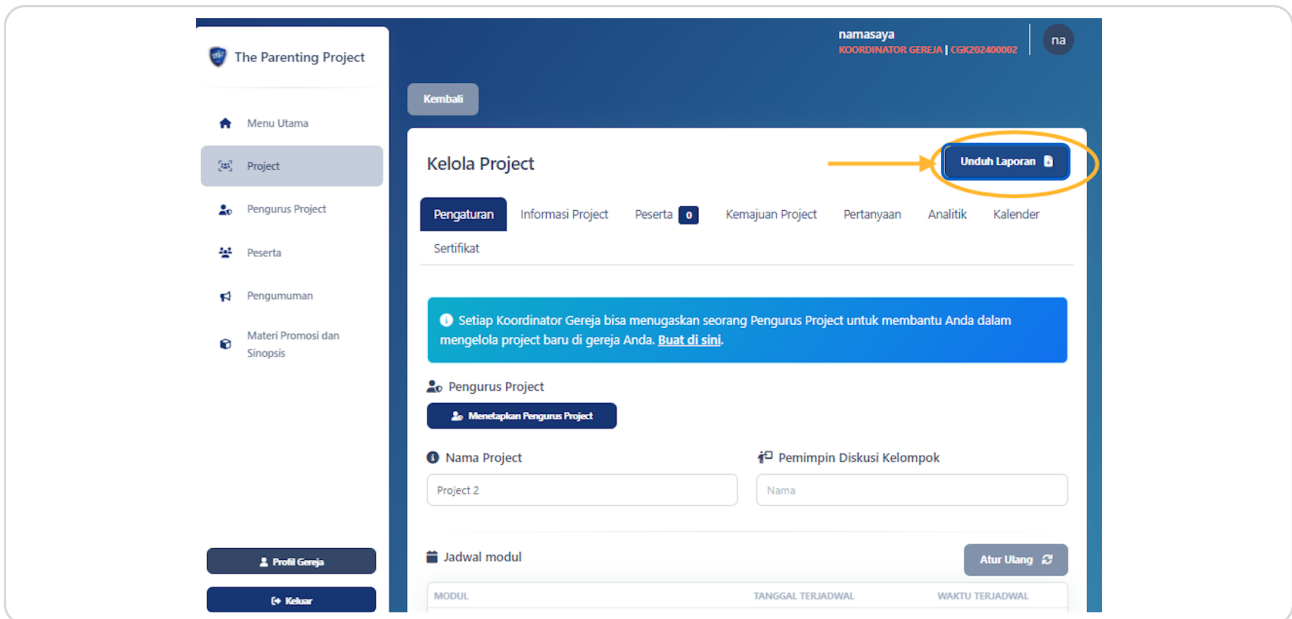 The Parenting Project
namasaya
KOORDINATOR GEREJA | CGK202400002
na
Menu Utama
Project
Pengurus Project
Peserta
Pengumuman
Materi Promosi dan
Sinopsis
Profil Gereja
Keluar
Kembali
Kelola Project
Unduh Laporan
Pengaturan Informasi Project Peserta 0 Kemajuan Project Pertanyaan Analitik Kalender
Sertifikat
Setiap Koordinator Gereja bisa menugaskan seorang Pengurus Project untuk membantu Anda dalam
mengelola project baru di gereja Anda. Buat di sini.
Pengurus Project
Menetapkan Pengurus Project
Nama Project
Project 2
Pemimpin Diskusi Kelompok
Nama
Jadwal modul
Atur Ulang
MODUL TANGGAL TERJADWAL WAKTU TERJADWAL